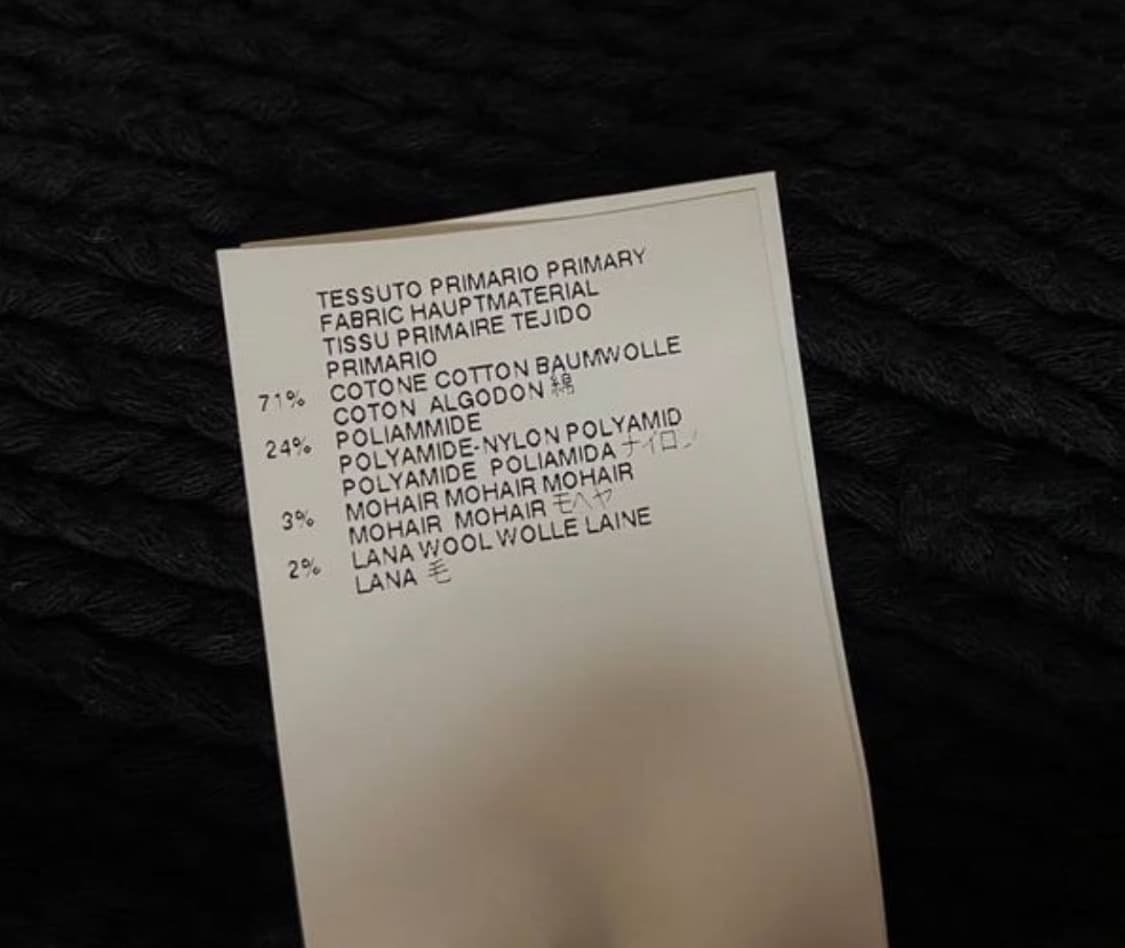 TESSUTO PRIMARIO PRIMARY
FABRIC HAUPTMATERIAL
TISSU PRIMAIRE TEJIDO
PRIMARIO
71% COTONE COTTON BAUMWOLLE
COTON ALGODON 綿
24% POLIAMMIDE
POLYAMIDE-NYLON POLYAMID
POLYAMIDE POLIAMIDA ナイロン
3% MOHAIR MOHAIR MOHAIR
MOHAIR MOHAIR モヘヤ
2% LANA WOOL WOLLE LAINE
LANA 毛